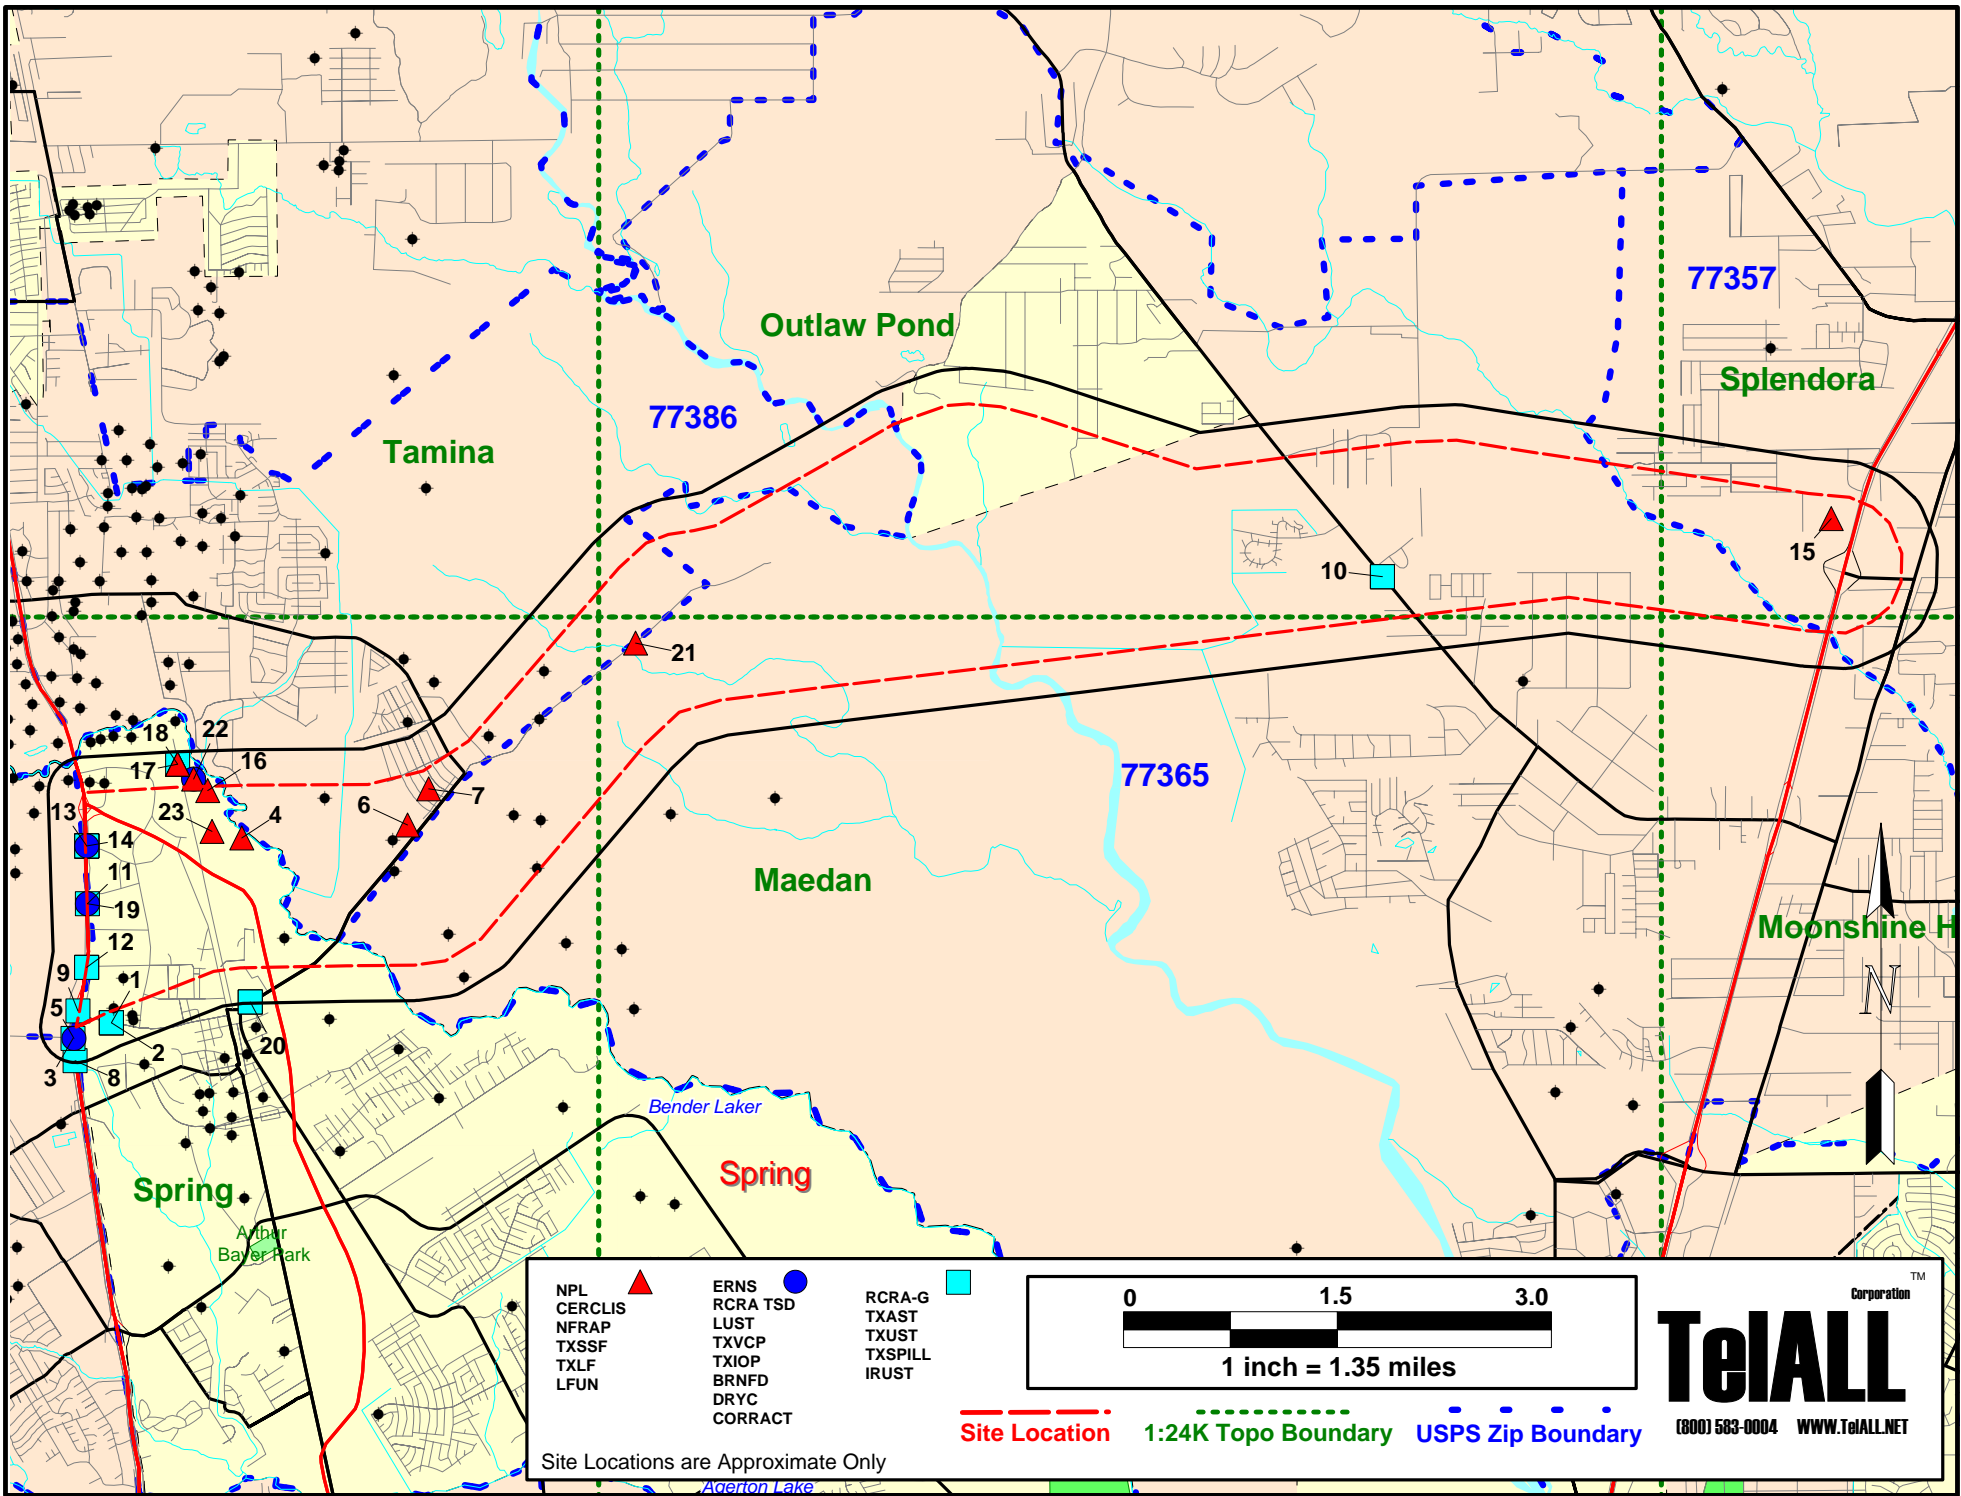 77357
Outlaw Pond
Splendora
77386
Tamina
15
10
21
18
22
17
16
77365
7
6
13
23
4
14
11
Maedan
19
12
Moonshine H
9
1
5
N
2
20
3
8
Bender Laker
Spring
Spring
Arthur
Bayer Park
NPL
CERCLIS
NFRAP
TXSSF
TXLF
LFUN
ERNS
RCRA TSD
LUST
TXVCP
TXIOP
BRNFD
DRYC
CORRACT
RCRA-G
TXAST
TXUST
TXSPILL
IRUST
0 1.5 3.0
1 inch = 1.35 miles
TM
Corporation
TelALL
(800) 583-0004 WWW.TelALL.NET
Site Location
1:24K Topo Boundary
USPS Zip Boundary
Site Locations are Approximate Only
Agerton Lake